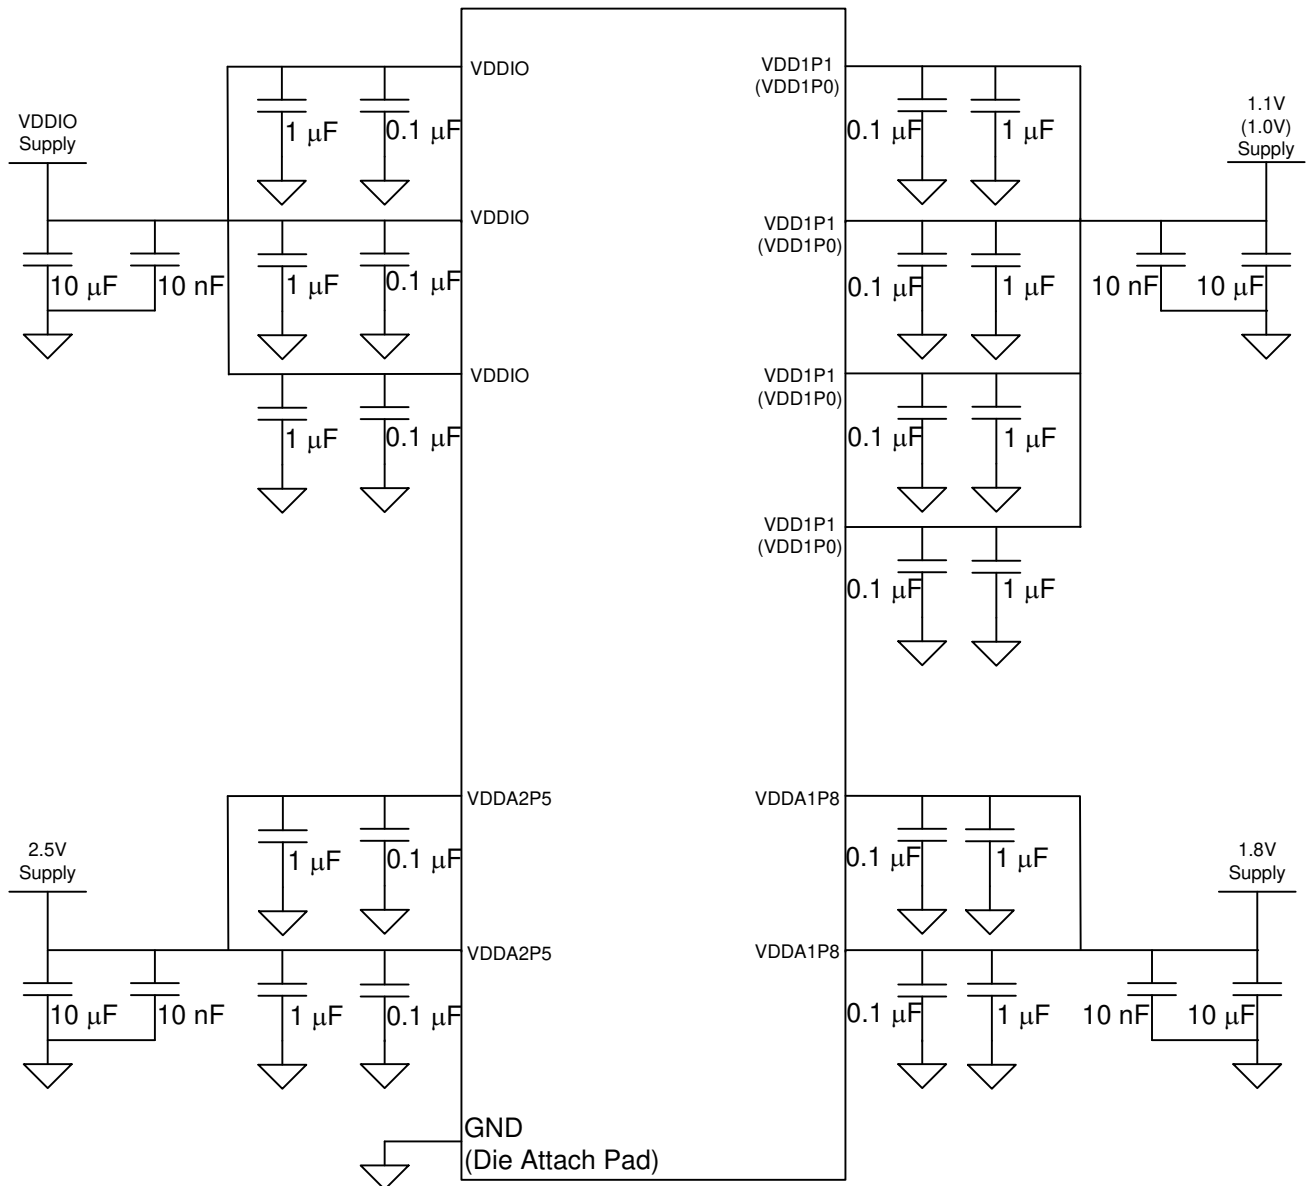 VDDIO
VDD1P1
(VDD1P0)
1 μF
0.1 μF
0.1 μF
1 μF
VDDIO
Supply
1.1V
(1.0V)
Supply
VDDIO
VDD1P1
(VDD1P0)
10 μF
10 nF
1 μF
0.1 μF
0.1 μF
1 μF
10 nF
10 μF
VDDIO
VDD1P1
(VDD1P0)
1 μF
0.1 μF
0.1 μF
1 μF
VDD1P1
(VDD1P0)
0.1 μF
1 μF
VDDA2P5
VDDA1P8
1 μF
0.1 μF
0.1 μF
1 μF
2.5V
Supply
1.8V
Supply
VDDA2P5
VDDA1P8
10 μF
10 nF
1 μF
0.1 μF
0.1 μF
1 μF
10 nF
10 μF
GND
(Die Attach Pad)